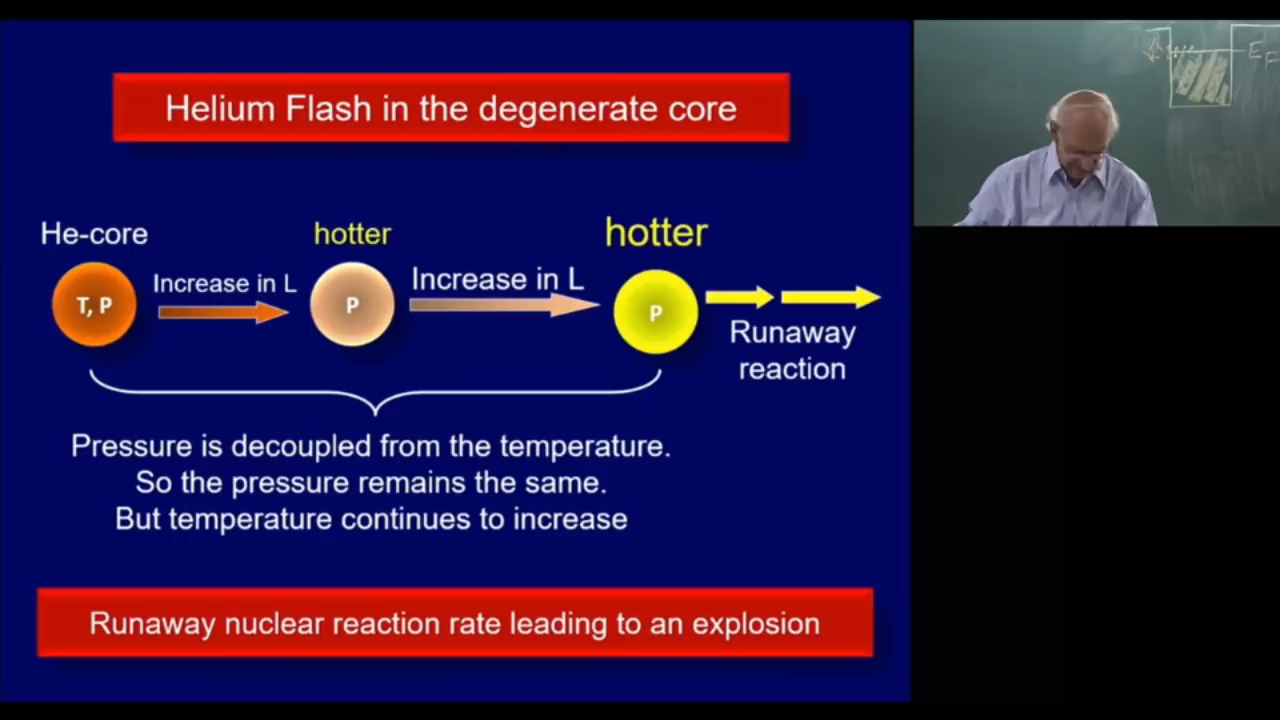 Helium Flash in the degenerate core
He-core
hotter
hotter
Increase in L
Increase in L
T, P
P
P
Runaway
reaction
Pressure is decoupled from the temperature.
So the pressure remains the same.
But temperature continues to increase
Runaway nuclear reaction rate leading to an explosion
E_F